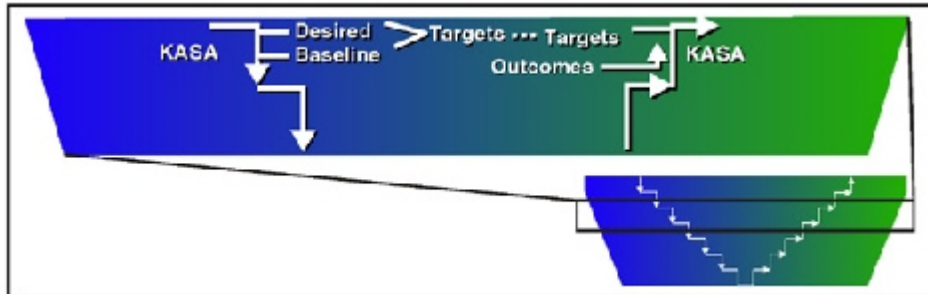 Desired Targets --- Targets
KASA Baseline KASA
Outcomes